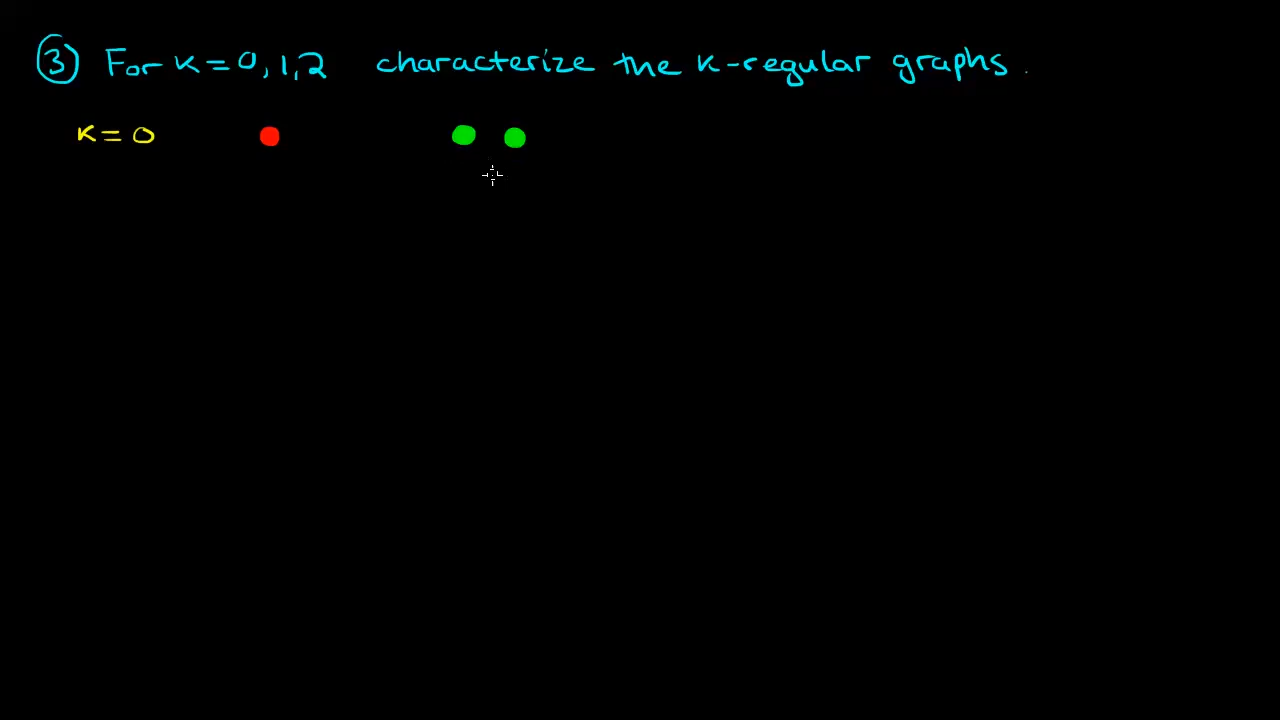 ③ For K = 0, 1, 2 characterize the K-regular graphs.
K = 0